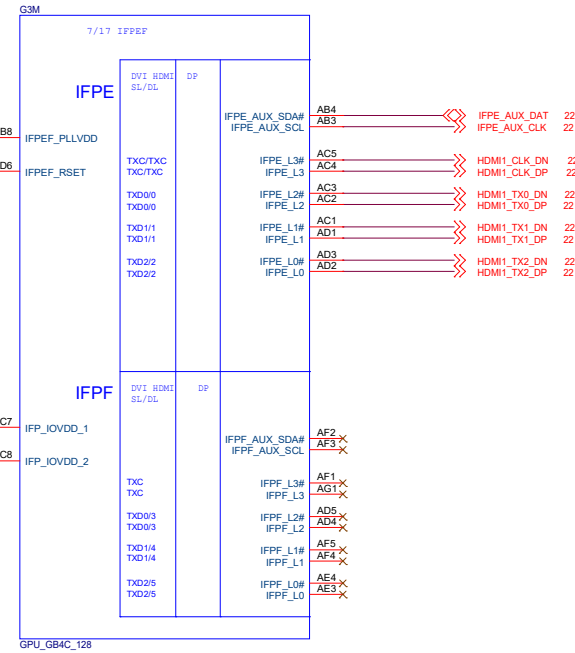 G3M
7/17 IFPEF
IFPE
DVI HDMI DP
SL/DL
IFPE_AUX_SDA# AB4 IFPE_AUX_DAT 22
IFPE_AUX_SCL AB3 IFPE_AUX_CLK 22
B8 IFPEF_PLLVDD
D6 IFPEF_RSET
TXC/TXC IFPE_L3# AC5 HDMI1_CLK_DN 22
TXC/TXC IFPE_L3 AC4 HDMI1_CLK_DP 22
TXD0/0 IFPE_L2# AC3 HDMI1_TX0_DN 22
TXD0/0 IFPE_L2 AC2 HDMI1_TX0_DP 22
TXD1/1 IFPE_L1# AC1 HDMI1_TX1_DN 22
TXD1/1 IFPE_L1 AD1 HDMI1_TX1_DP 22
TXD2/2 IFPE_L0# AD3 HDMI1_TX2_DN 22
TXD2/2 IFPE_L0 AD2 HDMI1_TX2_DP 22
IFPF
DVI HDMI DP
SL/DL
C7 IFP_IOVDD_1
C8 IFP_IOVDD_2
IFPF_AUX_SDA# AF2
IFPF_AUX_SCL AF3
TXC IFPF_L3# AF1
TXC IFPF_L3 AG1
TXD0/3 IFPF_L2# AD5
TXD0/3 IFPF_L2 AD4
TXD1/4 IFPF_L1# AF5
TXD1/4 IFPF_L1 AF4
TXD2/5 IFPF_L0# AE4
TXD2/5 IFPF_L0 AE3
GPU_GB4C_128